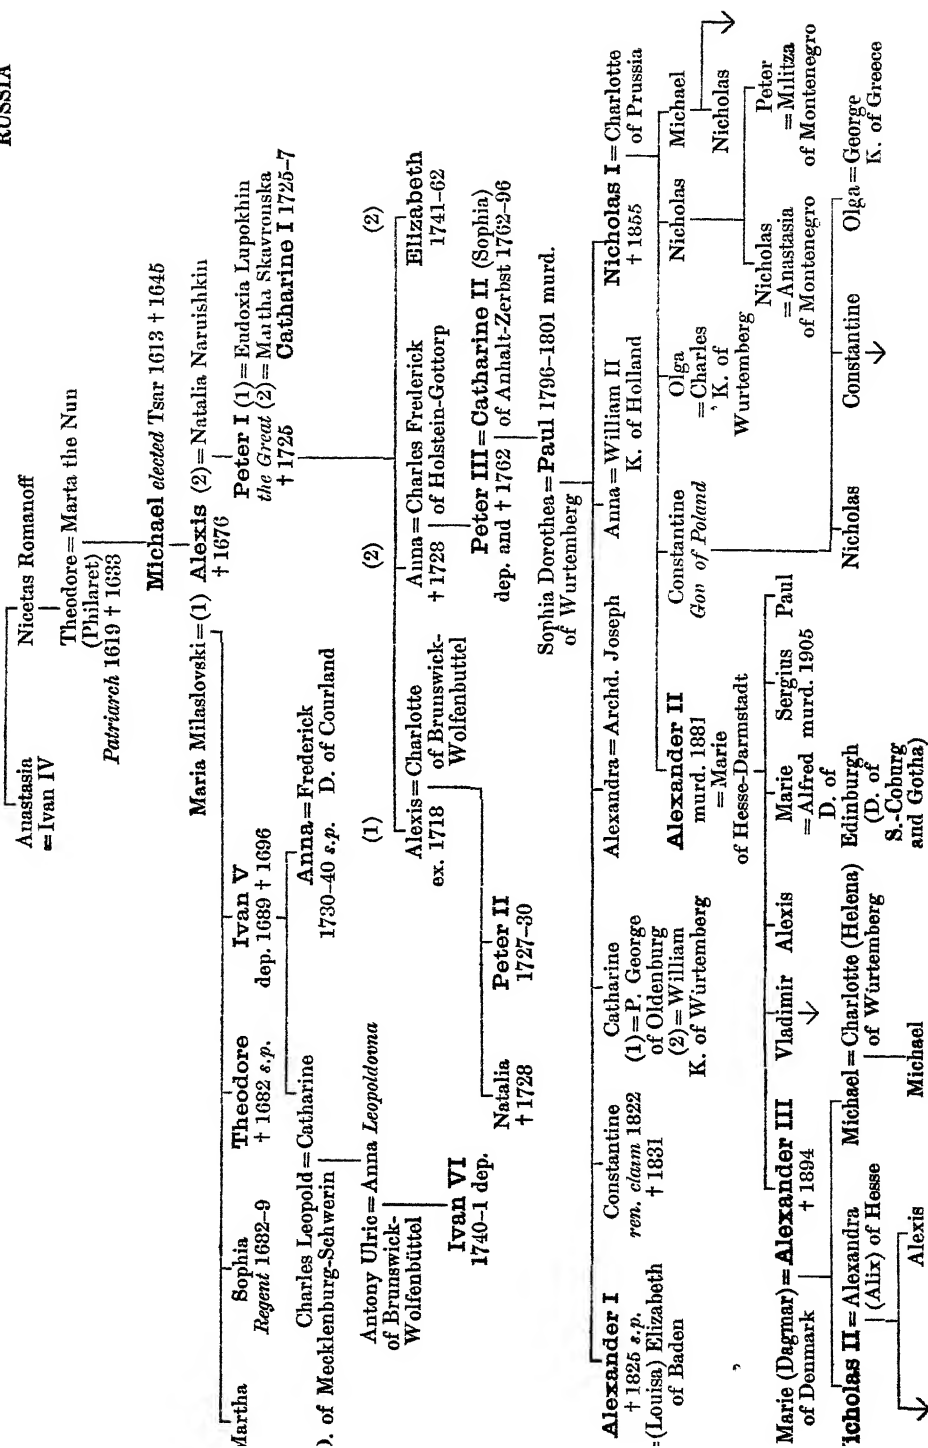 RUSSIA
Anastasia
= Ivan IV
Nicetas Romanoff
Theodore = Marta the Nun
(Philaret)
Patriarch 1619 † 1633
Michael elected Tsar 1613 † 1645
Maria Milaslovski = (1) Alexis (2) = Natalia Naruishkin
† 1676
Martha
Sophia
Regent 1682–9
Theodore
† 1682 s.p.
Ivan V
dep. 1689 † 1696
Peter I (1) = Eudoxia Lupokhin
the Great (2) = Martha Skavronska
† 1725 Catharine I 1725–7
Charles Leopold = Catharine
D. of Mecklenburg-Schwerin
Anna = Frederick
1730–40 s.p. D. of Courland
Antony Ulric = Anna Leopoldovna
of Brunswick-
Wolfenbüttel
Ivan VI
1740–1 dep.
(1)
Alexis = Charlotte
ex. 1718 of Brunswick-
Wolfenbuttel
(2)
Anna = Charles Frederick
† 1728 of Holstein-Gottorp
(2)
Elizabeth
1741–62
Natalia
† 1728
Peter II
1727–30
Peter III = Catharine II (Sophia)
dep. and † 1762 of Anhalt-Zerbst 1762–96
Sophia Dorothea = Paul 1796–1801 murd.
of Wurtemberg
Alexander I
† 1825 s.p.
= (Louisa) Elizabeth
of Baden
Constantine
ren. claim 1822
† 1831
Catharine
(1) = P. George
of Oldenburg
(2) = William
K. of Wurtemberg
Alexandra = Archd. Joseph
Anna = William II
K. of Holland
Nicholas I = Charlotte
† 1855 of Prussia
Alexander II
murd. 1881
= Marie
of Hesse-Darmstadt
Constantine
Gov of Poland
Olga
= Charles
K. of
Wurtemberg
Nicholas
Michael
Nicholas
Nicholas
= Anastasia
of Montenegro
Peter
= Militza
of Montenegro
Marie (Dagmar) = Alexander III
of Denmark † 1894
Vladimir
Alexis
Marie
= Alfred
D. of
Edinburgh
(D. of
S.-Coburg
and Gotha)
Sergius
murd. 1905
Paul
Nicholas
Constantine
Olga = George
K. of Greece
Nicholas II = Alexandra
(Alix) of Hesse
Michael = Charlotte (Helena)
of Würtemberg
Alexis
Michael